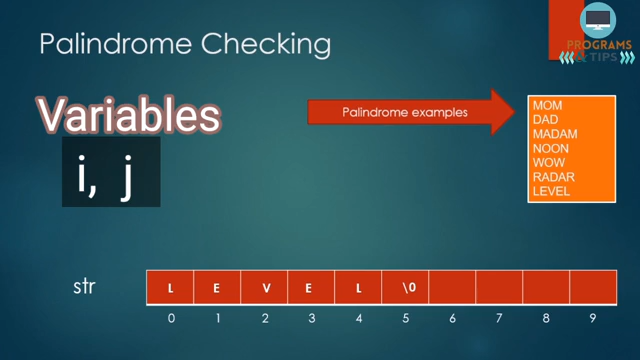 Palindrome Checking
PROGRAMS
& TIPS
Variables
i, j
Palindrome examples
MOM
DAD
MADAM
NOON
WOW
RADAR
LEVEL
str
L E V E L \0
0 1 2 3 4 5 6 7 8 9